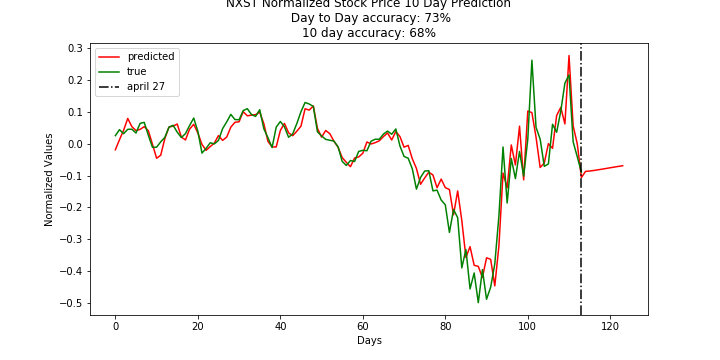 NXST Normalized Stock Price 10 Day Prediction
Day to Day accuracy: 73%
10 day accuracy: 68%
predicted
true
april 27
Normalized Values
0.3
0.2
0.1
0.0
−0.1
−0.2
−0.3
−0.4
−0.5
0
20
40
60
80
100
120
Days